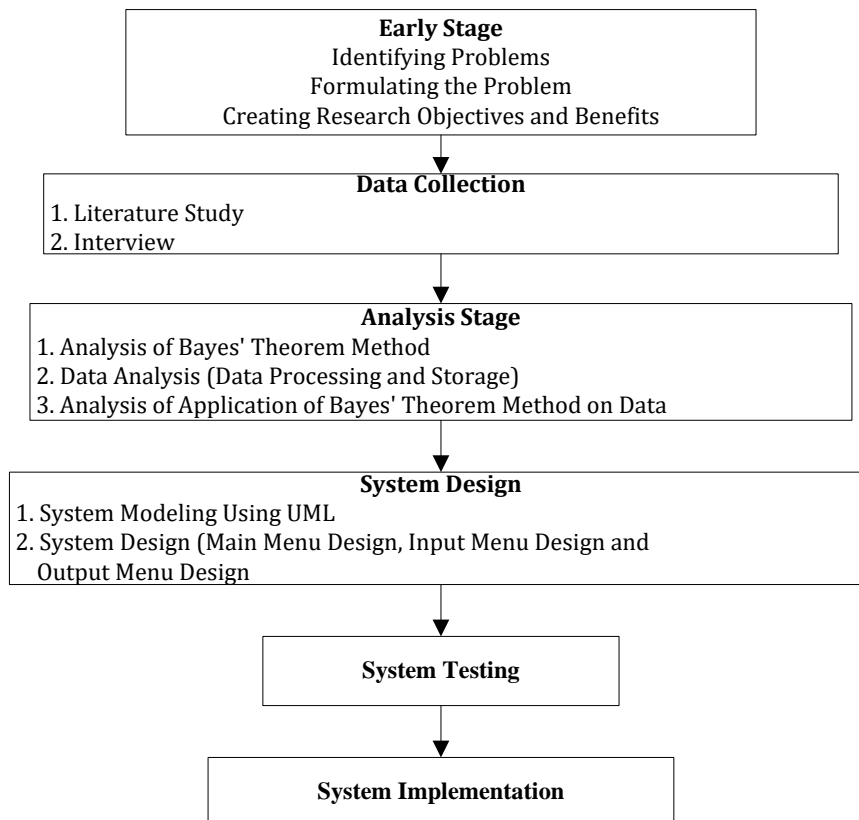 Early Stage
Identifying Problems
Formulating the Problem
Creating Research Objectives and Benefits
Data Collection
1. Literature Study
2. Interview
Analysis Stage
1. Analysis of Bayes' Theorem Method
2. Data Analysis (Data Processing and Storage)
3. Analysis of Application of Bayes' Theorem Method on Data
System Design
1. System Modeling Using UML
2. System Design (Main Menu Design, Input Menu Design and
Output Menu Design
System Testing
System Implementation